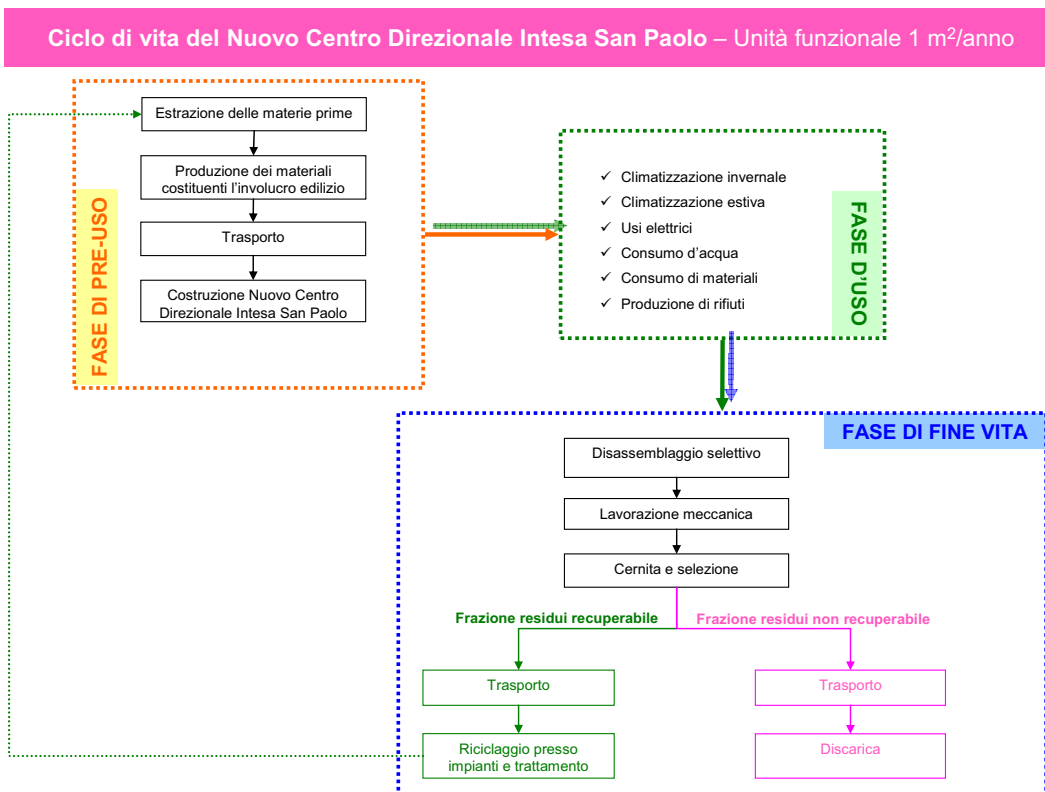 Ciclo di vita del Nuovo Centro Direzionale Intesa San Paolo – Unità funzionale 1 m²/anno
FASE DI PRE-USO
Estrazione delle materie prime
Produzione dei materiali
costituenti l'involucro edilizio
Trasporto
Costruzione Nuovo Centro
Direzionale Intesa San Paolo
✓ Climatizzazione invernale
✓ Climatizzazione estiva
✓ Usi elettrici
✓ Consumo d'acqua
✓ Consumo di materiali
✓ Produzione di rifiuti
FASE D'USO
FASE DI FINE VITA
Disassemblaggio selettivo
Lavorazione meccanica
Cernita e selezione
Frazione residui recuperabile
Frazione residui non recuperabile
Trasporto
Trasporto
Riciclaggio presso
impianti e trattamento
Discarica